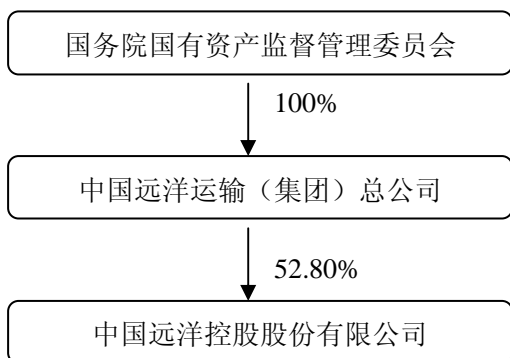 国务院国有资产监督管理委员会
100%
中国远洋运输（集团）总公司
52.80%
中国远洋控股股份有限公司